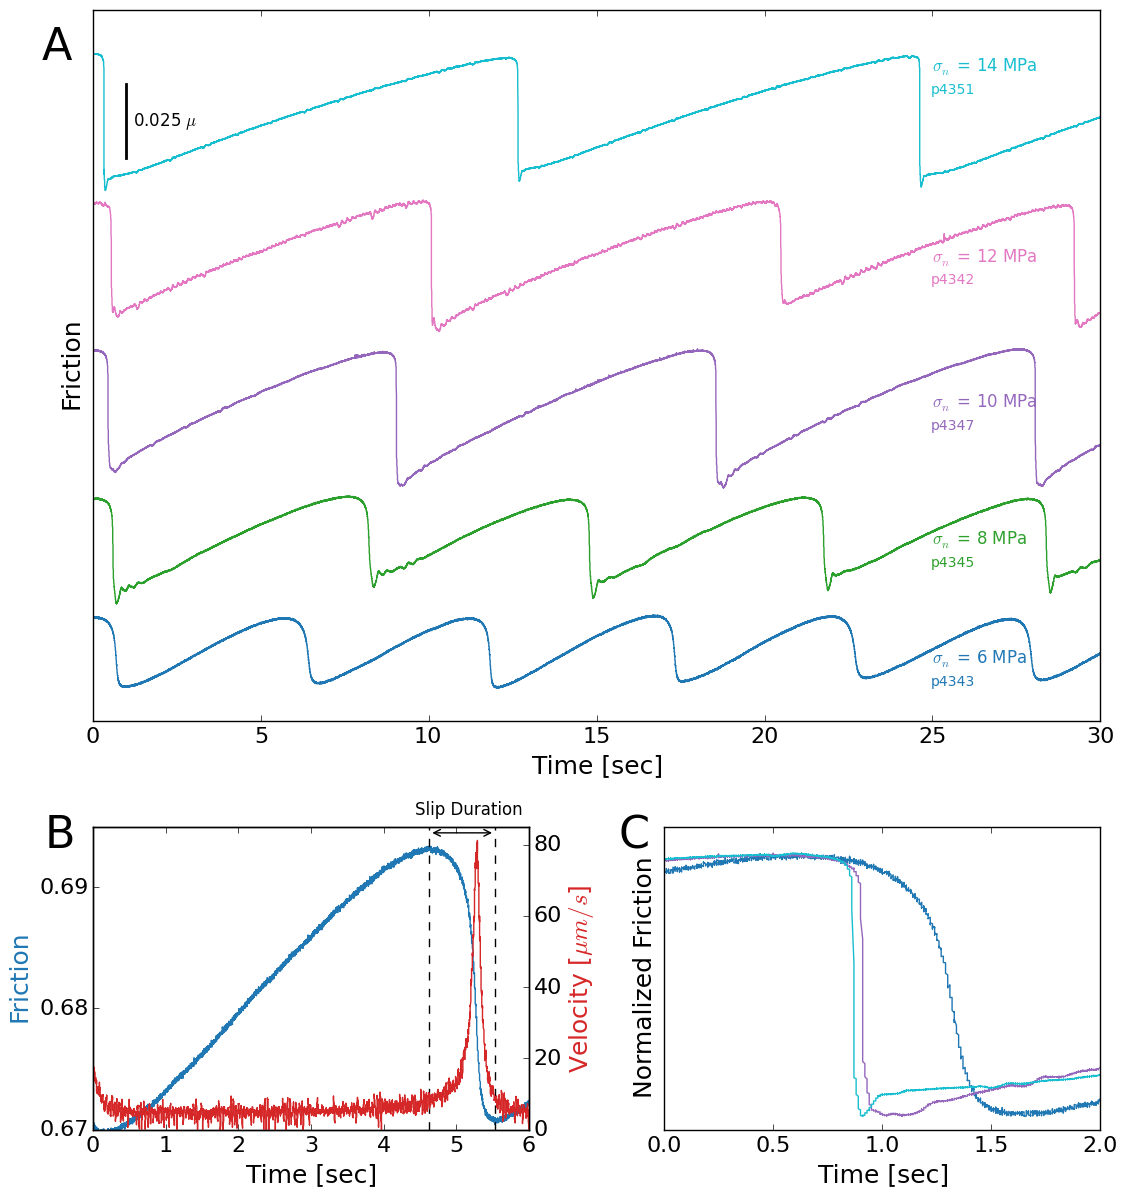 A
σn = 14 MPa
p4351
0.025 μ
σn = 12 MPa
p4342
Friction
σn = 10 MPa
p4347
σn = 8 MPa
p4345
σn = 6 MPa
p4343
0 5 10 15 20 25 30
Time [sec]
B
Slip Duration
0.69
0.68
0.67
Friction
80
60
40
20
0
Velocity [μm/s]
0 1 2 3 4 5 6
Time [sec]
C
Normalized Friction
0.0 0.5 1.0 1.5 2.0
Time [sec]